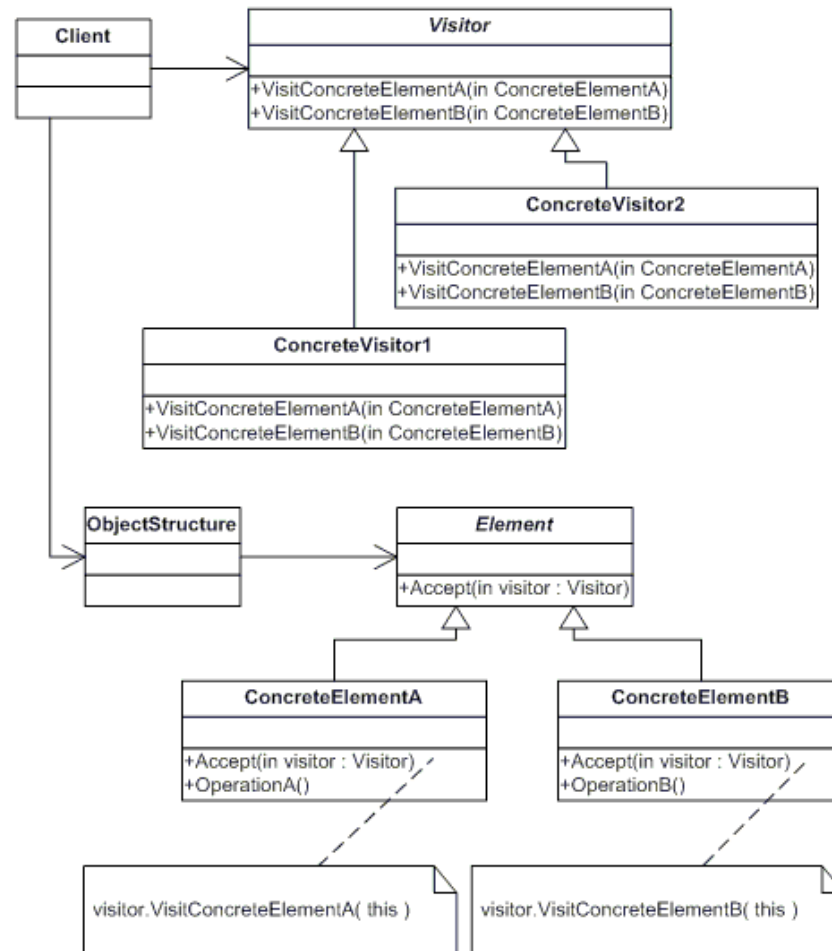 Client
Visitor
+VisitConcreteElementA(in ConcreteElementA)
+VisitConcreteElementB(in ConcreteElementB)
ConcreteVisitor2
+VisitConcreteElementA(in ConcreteElementA)
+VisitConcreteElementB(in ConcreteElementB)
ConcreteVisitor1
+VisitConcreteElementA(in ConcreteElementA)
+VisitConcreteElementB(in ConcreteElementB)
ObjectStructure
Element
+Accept(in visitor : Visitor)
ConcreteElementA
+Accept(in visitor : Visitor)
+OperationA()
ConcreteElementB
+Accept(in visitor : Visitor)
+OperationB()
visitor.VisitConcreteElementA( this )
visitor.VisitConcreteElementB( this )